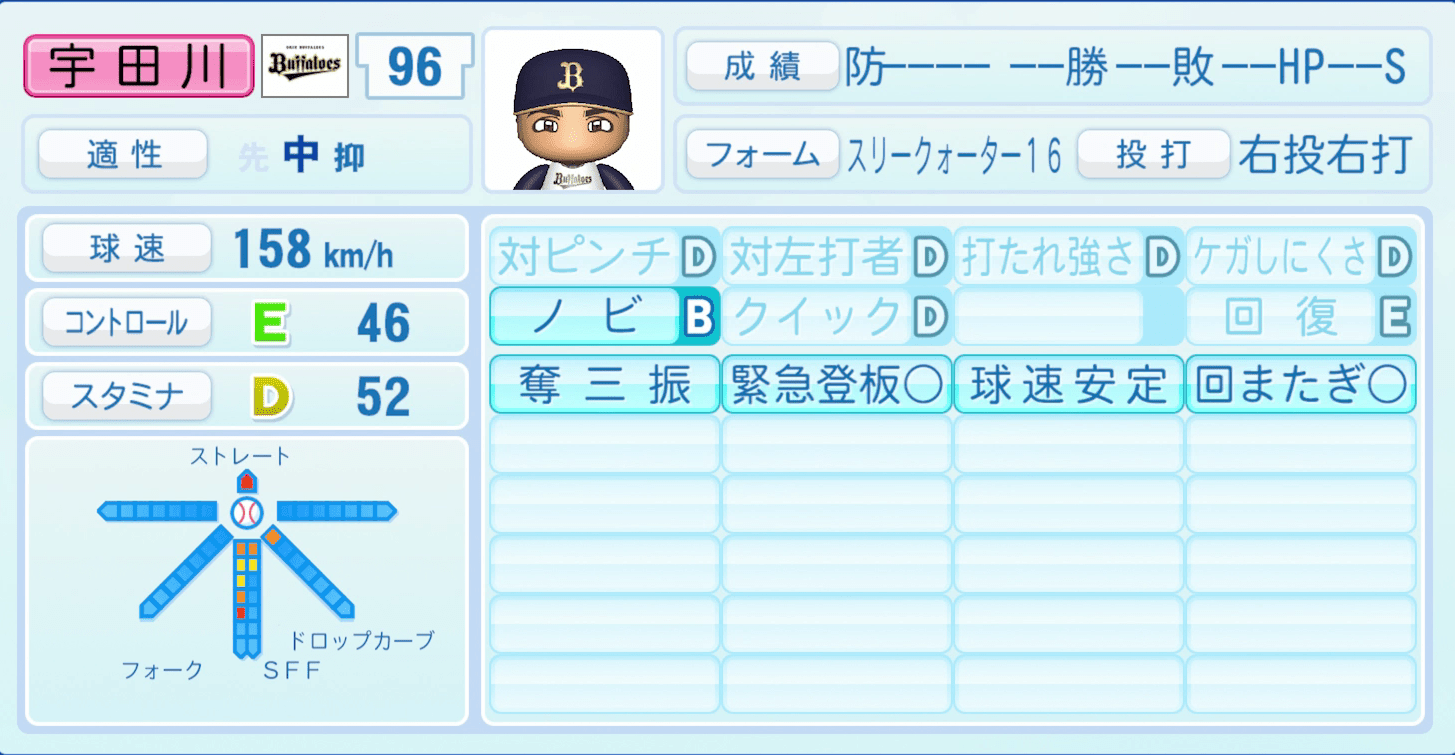 宇田川 Buffaloes 96
B
Buffaloes
成績 防---- --勝--敗--HP--S
適性 先 中 抑
フォーム スリークォーター16 投打 右投右打
球速 158 km/h
コントロール E 46
スタミナ D 52
ストレート
ドロップカーブ
フォーク SFF
対ピンチ D 対左打者 D 打たれ強さ D ケガしにくさ D
ノビ B クイック D 回復 E
奪三振 緊急登板○ 球速安定 回またぎ○